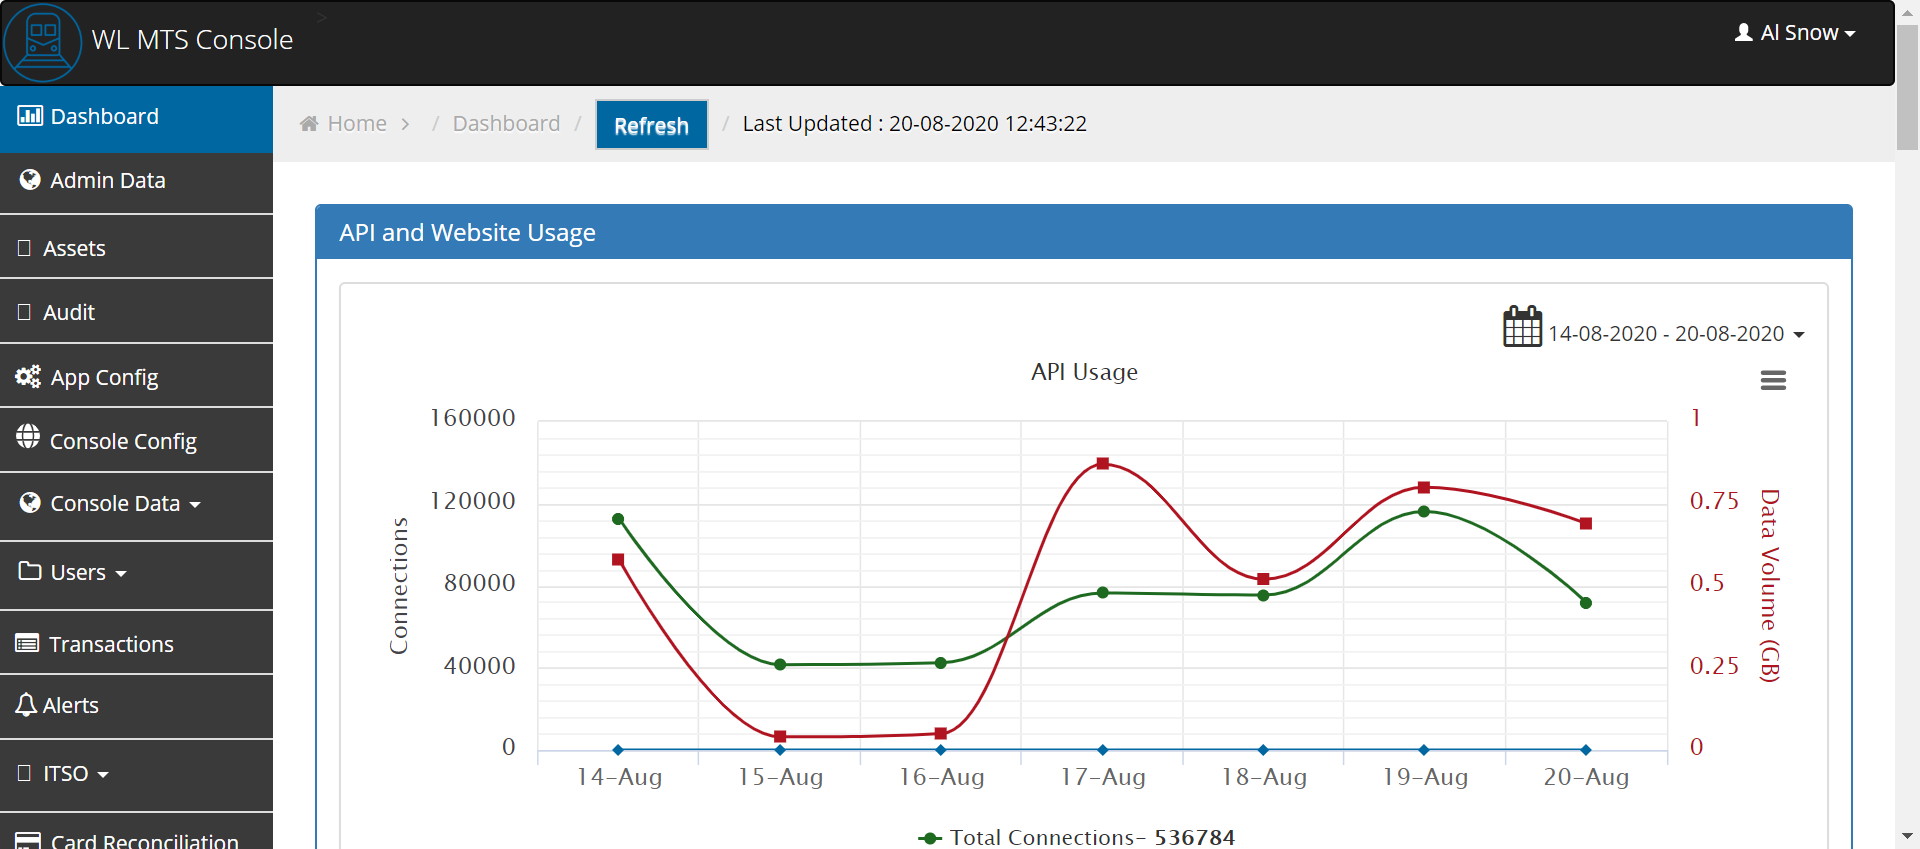 WL MTS Console
>
Al Snow
Dashboard
Admin Data
Assets
Audit
App Config
Console Config
Console Data
Users
Transactions
Alerts
ITSO
Card Reconciliation
Home > / Dashboard / Refresh / Last Updated : 20-08-2020 12:43:22
API and Website Usage
14-08-2020 - 20-08-2020
API Usage
Connections
160000
120000
80000
40000
0
1
0.75
0.5
0.25
0
Data Volume (GB)
14-Aug 15-Aug 16-Aug 17-Aug 18-Aug 19-Aug 20-Aug
Total Connections- 536784